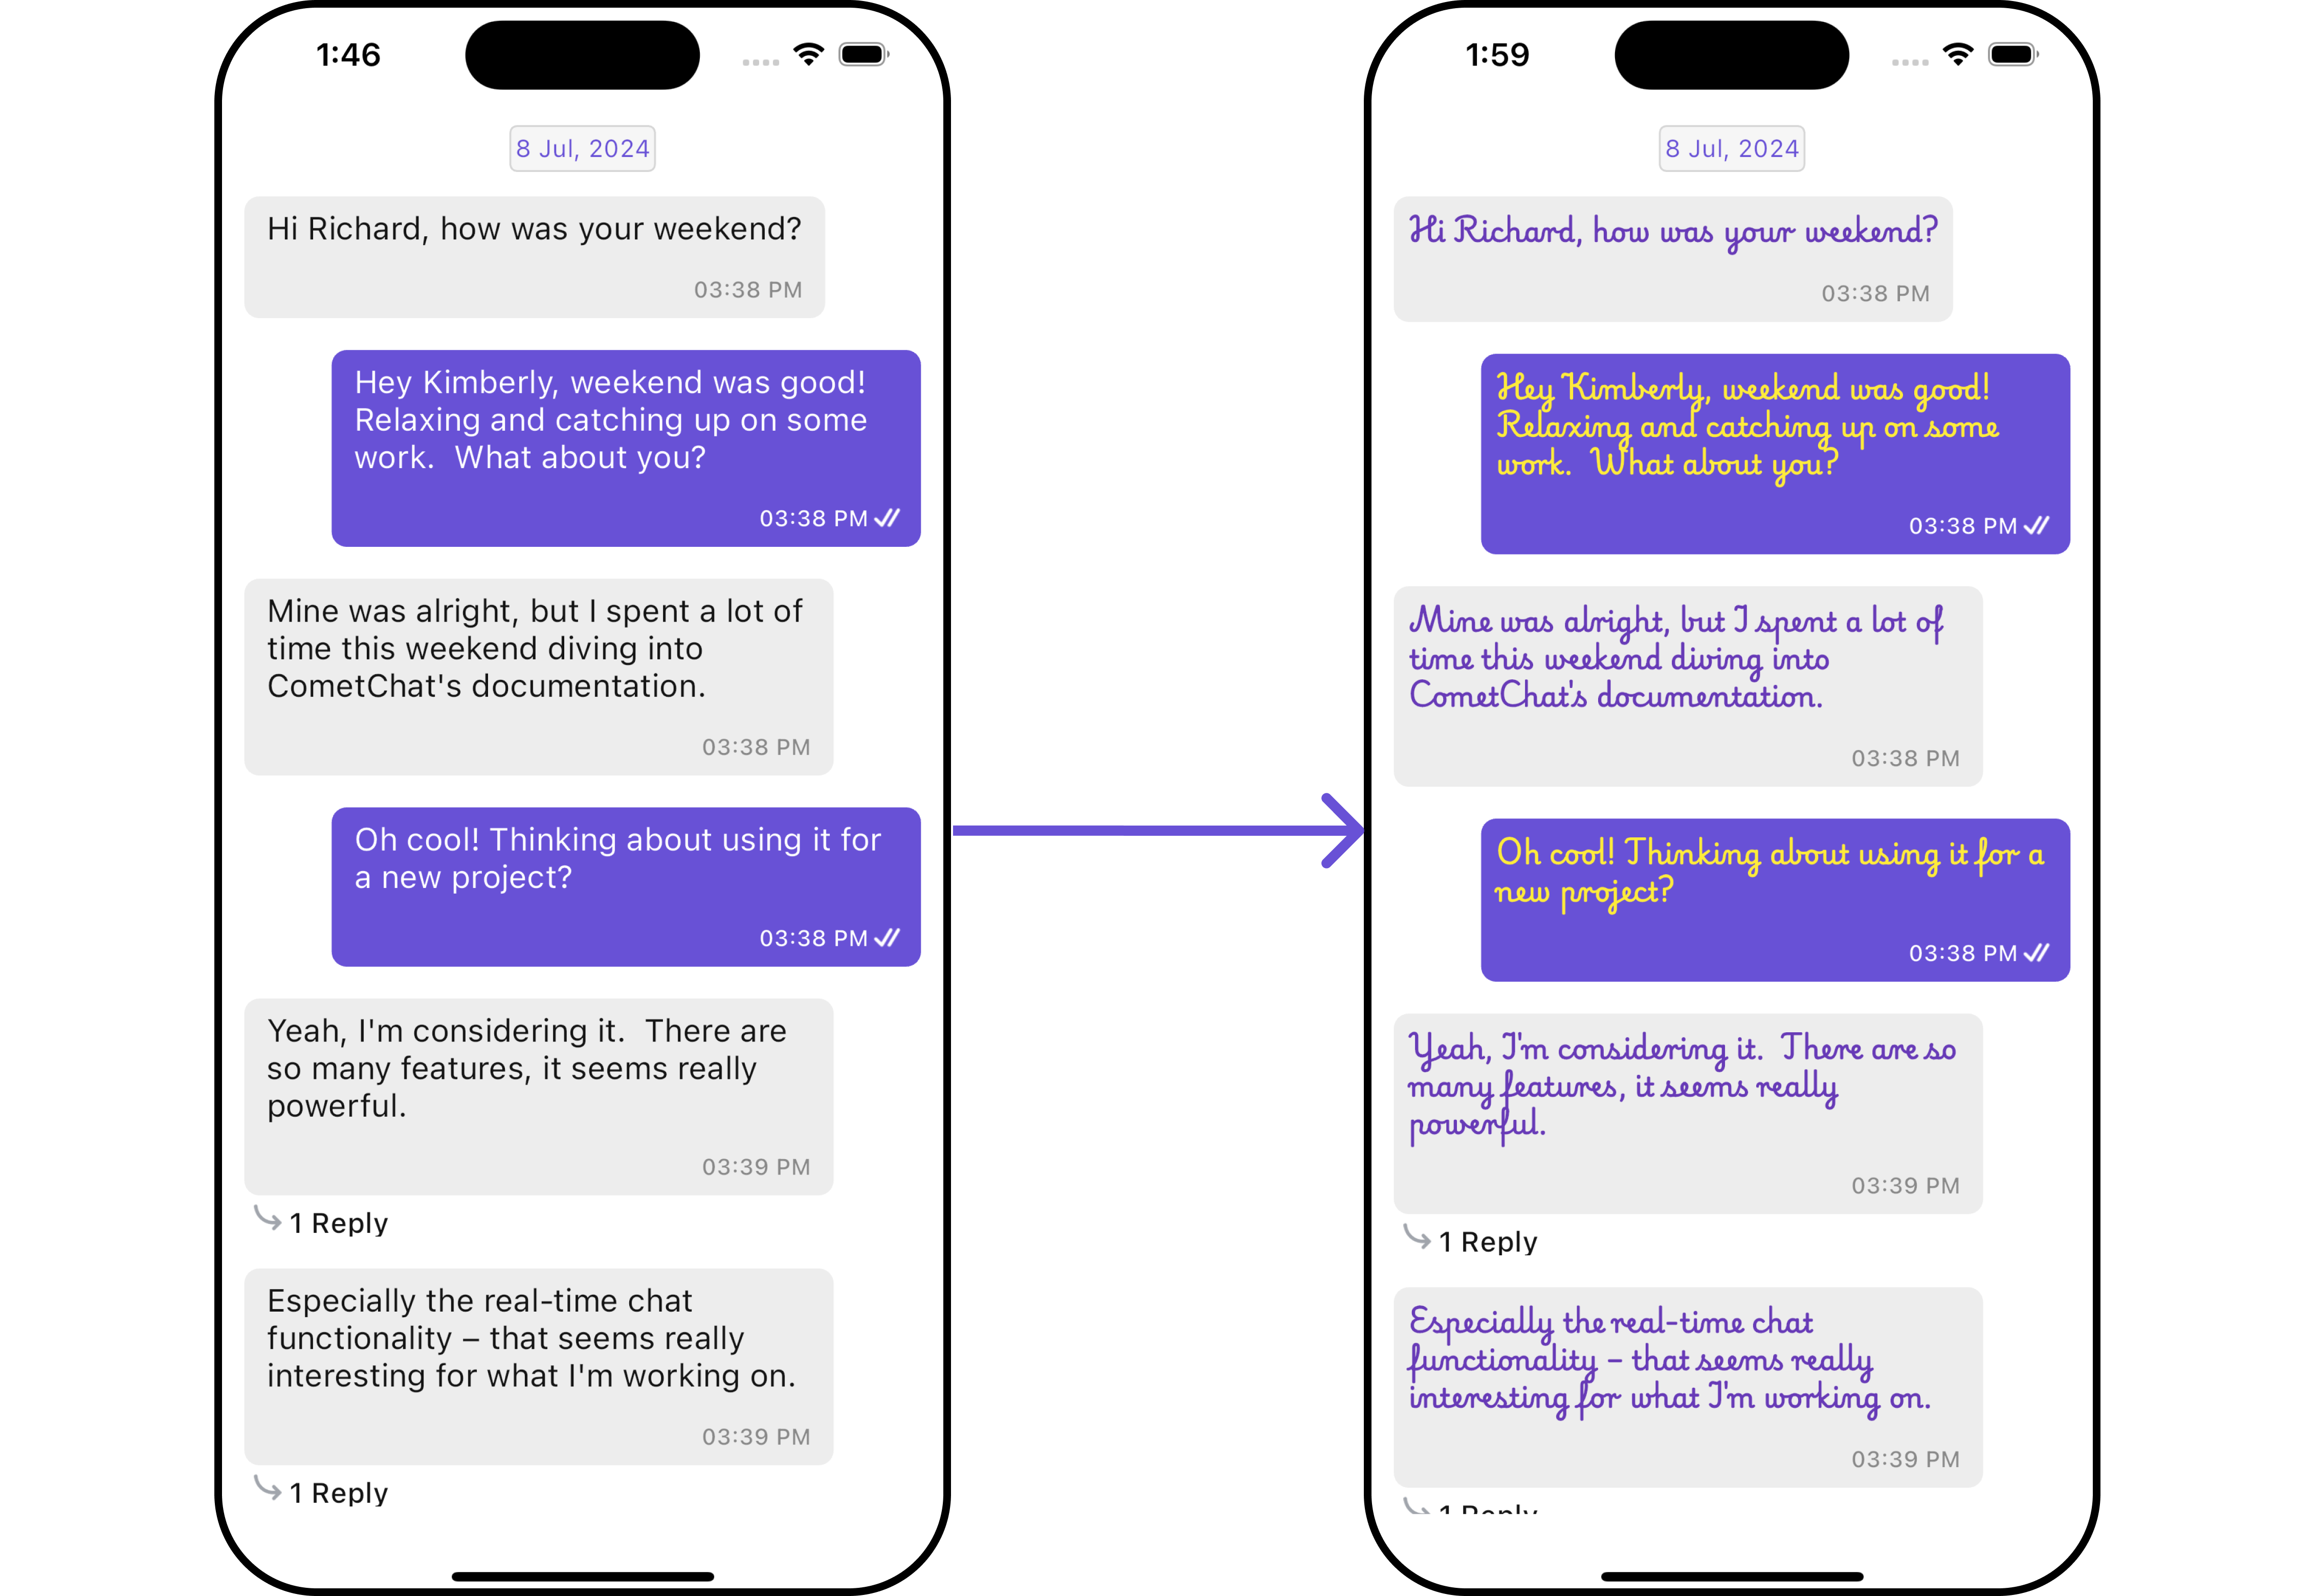 1:46
8 Jul, 2024
Hi Richard, how was your weekend?
03:38 PM
Hey Kimberly, weekend was good!
Relaxing and catching up on some
work.  What about you?
03:38 PM
Mine was alright, but I spent a lot of
time this weekend diving into
CometChat's documentation.
03:38 PM
Oh cool! Thinking about using it for
a new project?
03:38 PM
Yeah, I'm considering it.  There are
so many features, it seems really
powerful.
03:39 PM
1 Reply
Especially the real-time chat
functionality – that seems really
interesting for what I'm working on.
03:39 PM
1 Reply
1:59
8 Jul, 2024
Hi Richard, how was your weekend?
03:38 PM
Hey Kimberly, weekend was good!
Relaxing and catching up on some
work.  What about you?
03:38 PM
Mine was alright, but I spent a lot of
time this weekend diving into
CometChat's documentation.
03:38 PM
Oh cool! Thinking about using it for a
new project?
03:38 PM
Yeah, I'm considering it.  There are so
many features, it seems really
powerful.
03:39 PM
1 Reply
Especially the real-time chat
functionality – that seems really
interesting for what I'm working on.
03:39 PM
1 Reply